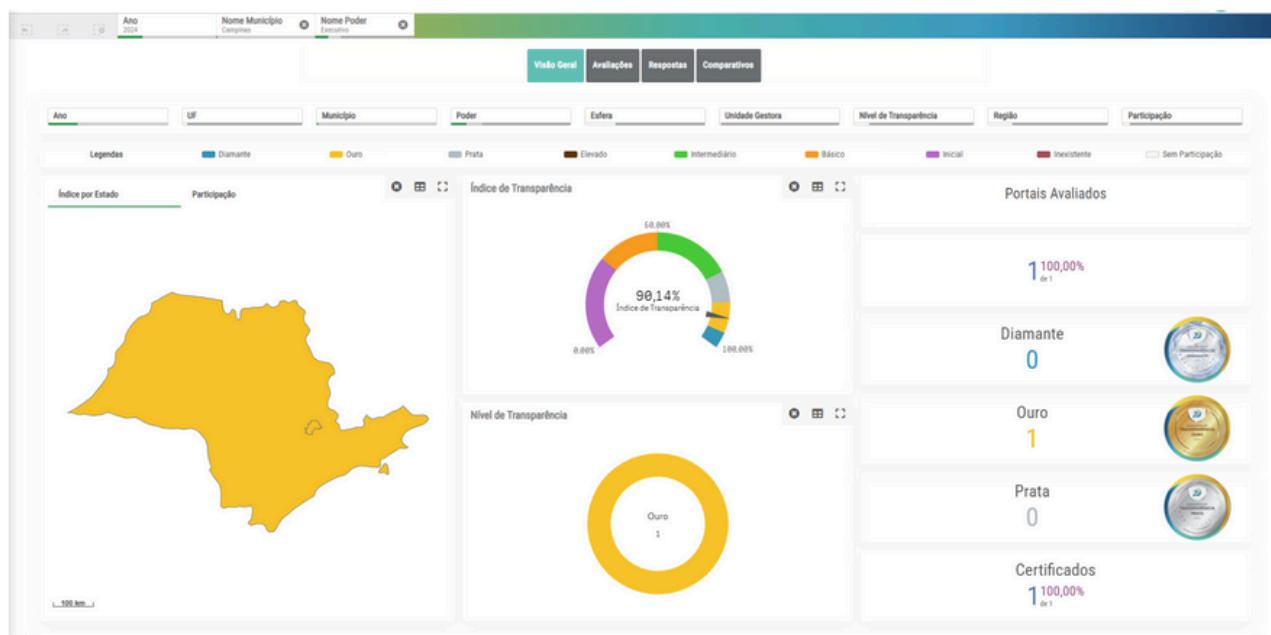 Ano
2024
Nome Município
Campinas
Nome Poder
Executivo
Visão Geral
Avaliações
Respostas
Comparativos
Ano
UF
Município
Poder
Esfera
Unidade Gestora
Nível de Transparência
Região
Participação
Legendas
Diamante
Ouro
Prata
Elevado
Intermediário
Básico
Inicial
Inexistente
Sem Participação
Índice por Estado
Participação
100 km
Índice de Transparência
50.00%
90,14%
Índice de Transparência
0.00%
100.00%
Nível de Transparência
Ouro
1
Portais Avaliados
1 100,00%
de 1
Diamante
0
Ouro
1
Prata
0
Certificados
1 100,00%
de 1